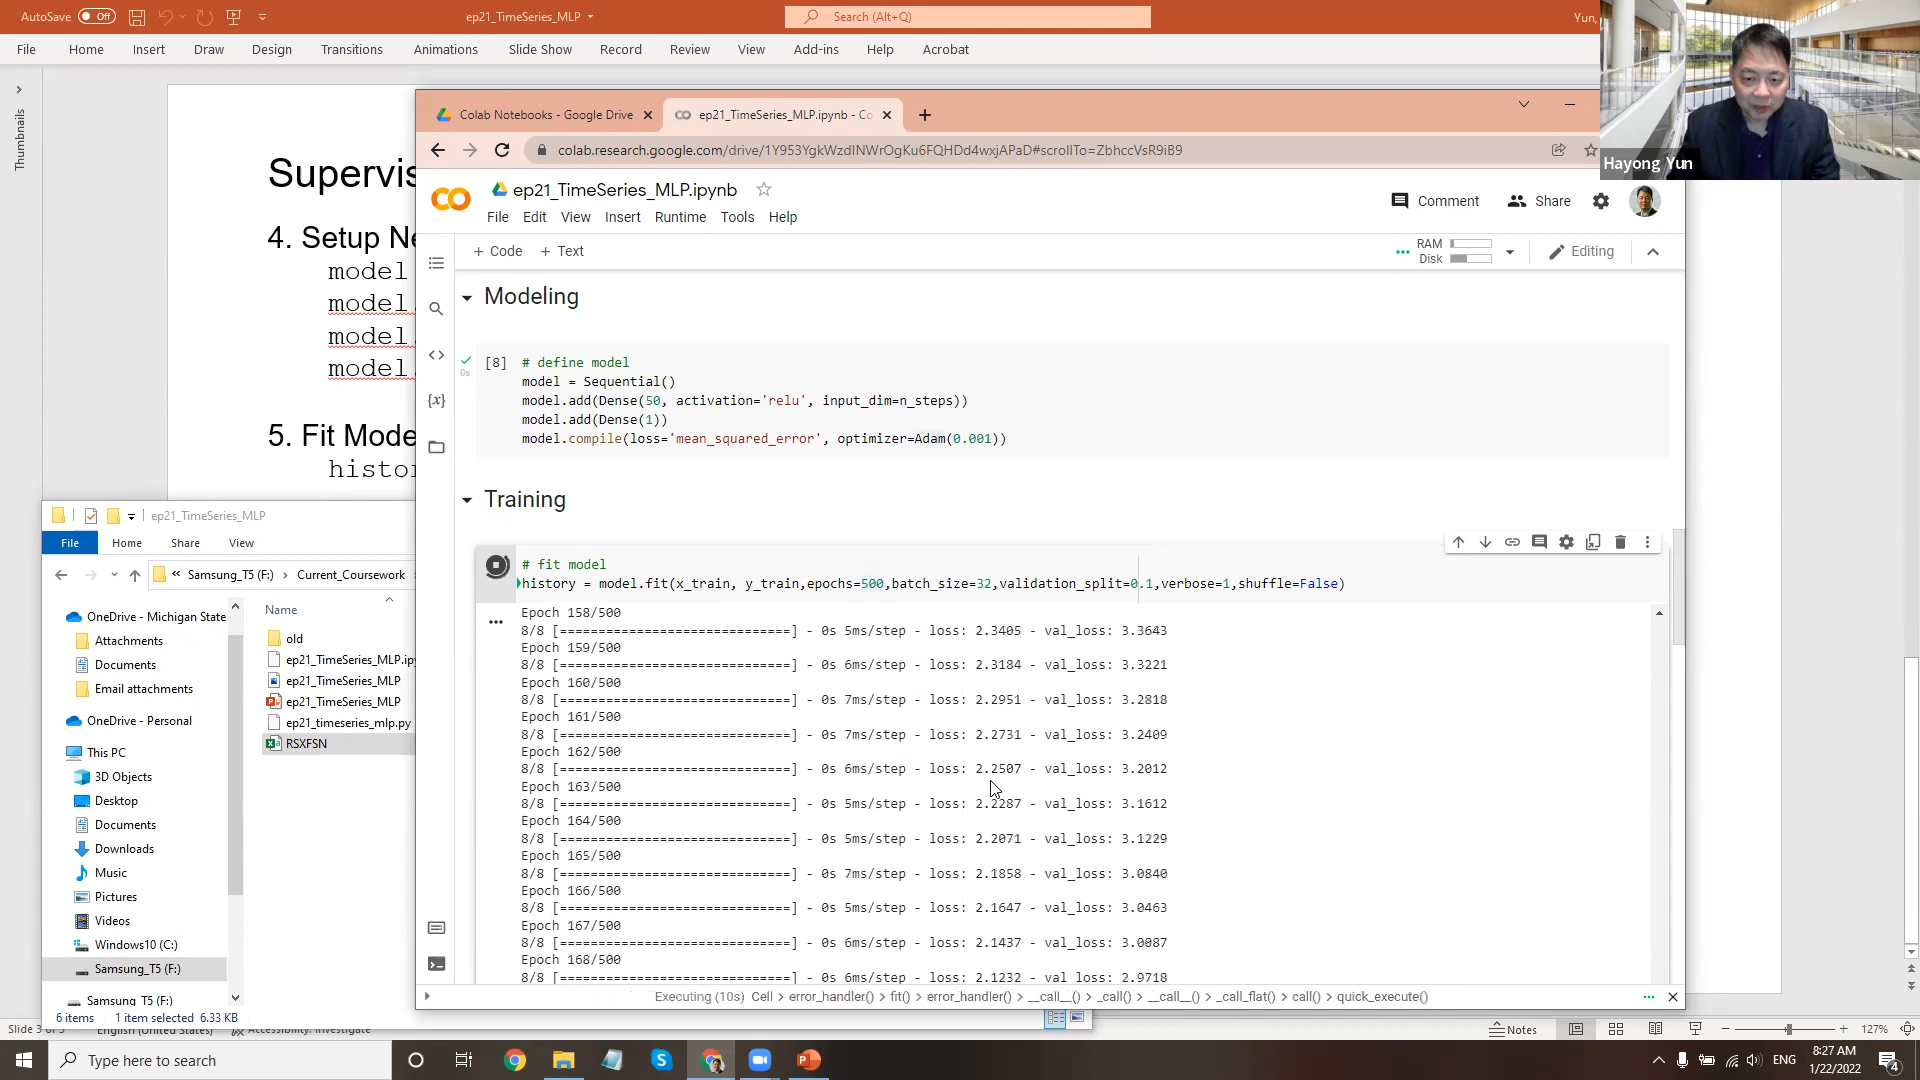 AutoSave Off
ep21_TimeSeries_MLP
Search (Alt+Q)
Yun,
File Home Insert Draw Design Transitions Animations Slide Show Record Review View Add-ins Help Acrobat
Thumbnails
Supervis
4. Setup Ne
model
model.
model.
model.
5. Fit Mode
histor
Hayong Yun
Colab Notebooks - Google Drive
ep21_TimeSeries_MLP.ipynb - Co
colab.research.google.com/drive/1Y953YgkWzdINWrOgKu6FQHDd4wxjAPaD#scrollTo=ZbhccVsR9iB9
ep21_TimeSeries_MLP.ipynb
Comment Share
File Edit View Insert Runtime Tools Help
+ Code + Text
RAM
Disk
Editing
Modeling
[8] # define model
0s
model = Sequential()
model.add(Dense(50, activation='relu', input_dim=n_steps))
model.add(Dense(1))
model.compile(loss='mean_squared_error', optimizer=Adam(0.001))
Training
# fit model
history = model.fit(x_train, y_train,epochs=500,batch_size=32,validation_split=0.1,verbose=1,shuffle=False)
Epoch 158/500
8/8 [==============================] - 0s 5ms/step - loss: 2.3405 - val_loss: 3.3643
Epoch 159/500
8/8 [==============================] - 0s 6ms/step - loss: 2.3184 - val_loss: 3.3221
Epoch 160/500
8/8 [==============================] - 0s 7ms/step - loss: 2.2951 - val_loss: 3.2818
Epoch 161/500
8/8 [==============================] - 0s 7ms/step - loss: 2.2731 - val_loss: 3.2409
Epoch 162/500
8/8 [==============================] - 0s 6ms/step - loss: 2.2507 - val_loss: 3.2012
Epoch 163/500
8/8 [==============================] - 0s 5ms/step - loss: 2.2287 - val_loss: 3.1612
Epoch 164/500
8/8 [==============================] - 0s 5ms/step - loss: 2.2071 - val_loss: 3.1229
Epoch 165/500
8/8 [==============================] - 0s 7ms/step - loss: 2.1858 - val_loss: 3.0840
Epoch 166/500
8/8 [==============================] - 0s 5ms/step - loss: 2.1647 - val_loss: 3.0463
Epoch 167/500
8/8 [==============================] - 0s 6ms/step - loss: 2.1437 - val_loss: 3.0087
Epoch 168/500
8/8 [==============================] - 0s 6ms/step - loss: 2.1232 - val_loss: 2.9718
Executing (10s) Cell > error_handler() > fit() > error_handler() > __call__() > _call() > __call__() > _call_flat() > call() > quick_execute()
ep21_TimeSeries_MLP
File Home Share View
« Samsung_T5 (F:) > Current_Coursework
OneDrive - Michigan State
Attachments
Documents
Email attachments
OneDrive - Personal
This PC
3D Objects
Desktop
Documents
Downloads
Music
Pictures
Videos
Windows10 (C:)
Samsung_T5 (F:)
Samsung T5 (F:)
Name
old
ep21_TimeSeries_MLP.ipy
ep21_TimeSeries_MLP
ep21_TimeSeries_MLP
ep21_timeseries_mlp.py
RSXFSN
6 items 1 item selected 6.33 KB
Slide 3 of 5 English (United States) Accessibility: Investigate
Notes
127%
Type here to search
ENG
8:27 AM
1/22/2022
4